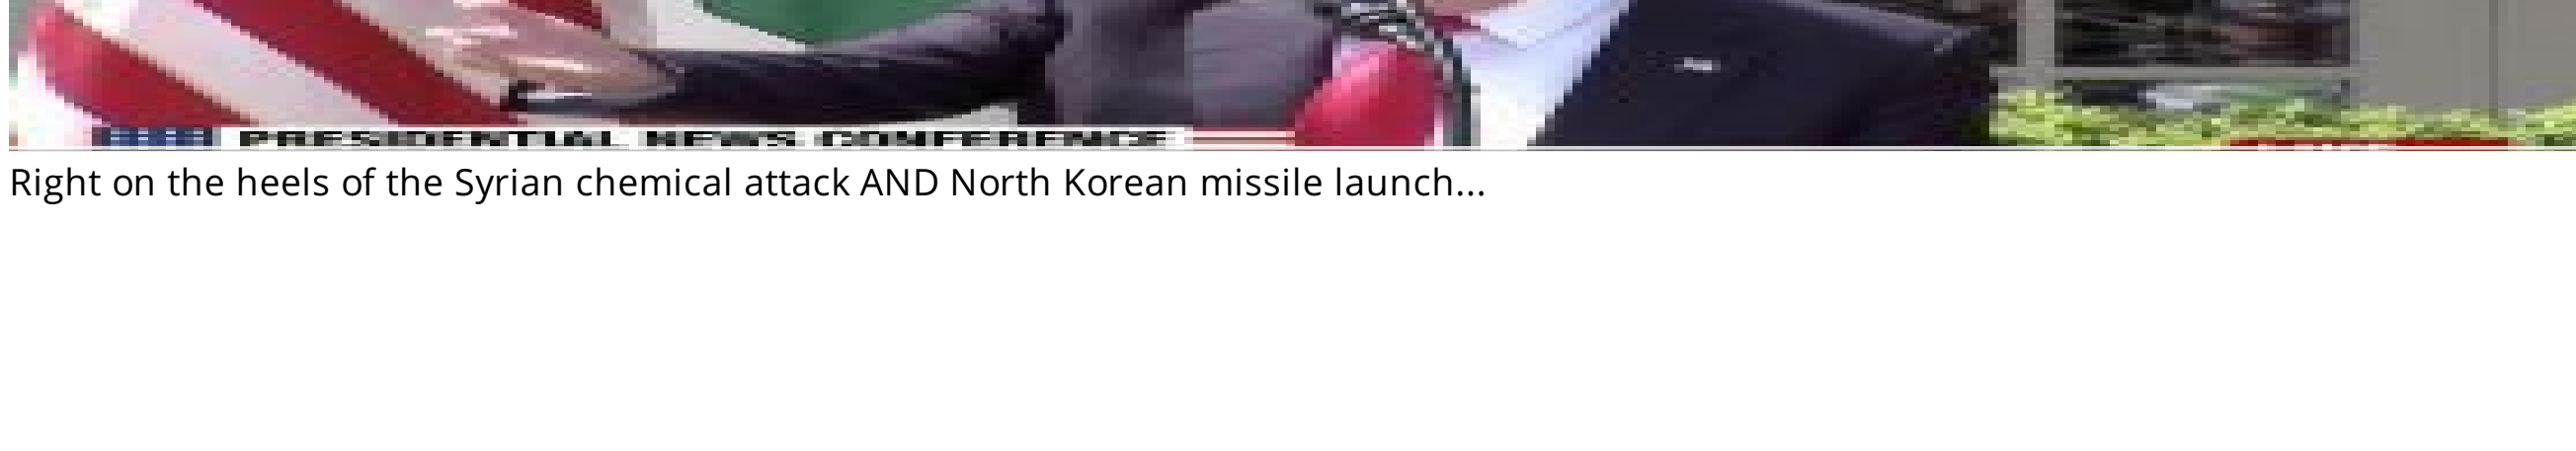 PRESIDENTIAL NEWS CONFERENCE
Right on the heels of the Syrian chemical attack AND North Korean missile launch...